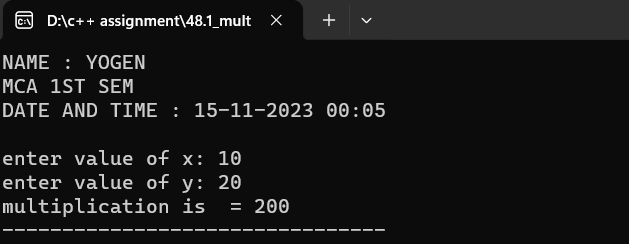 D:\c++ assignment\48.1_mult
NAME : YOGEN
MCA 1ST SEM
DATE AND TIME : 15-11-2023 00:05
enter value of x: 10
enter value of y: 20
multiplication is  = 200
--------------------------------